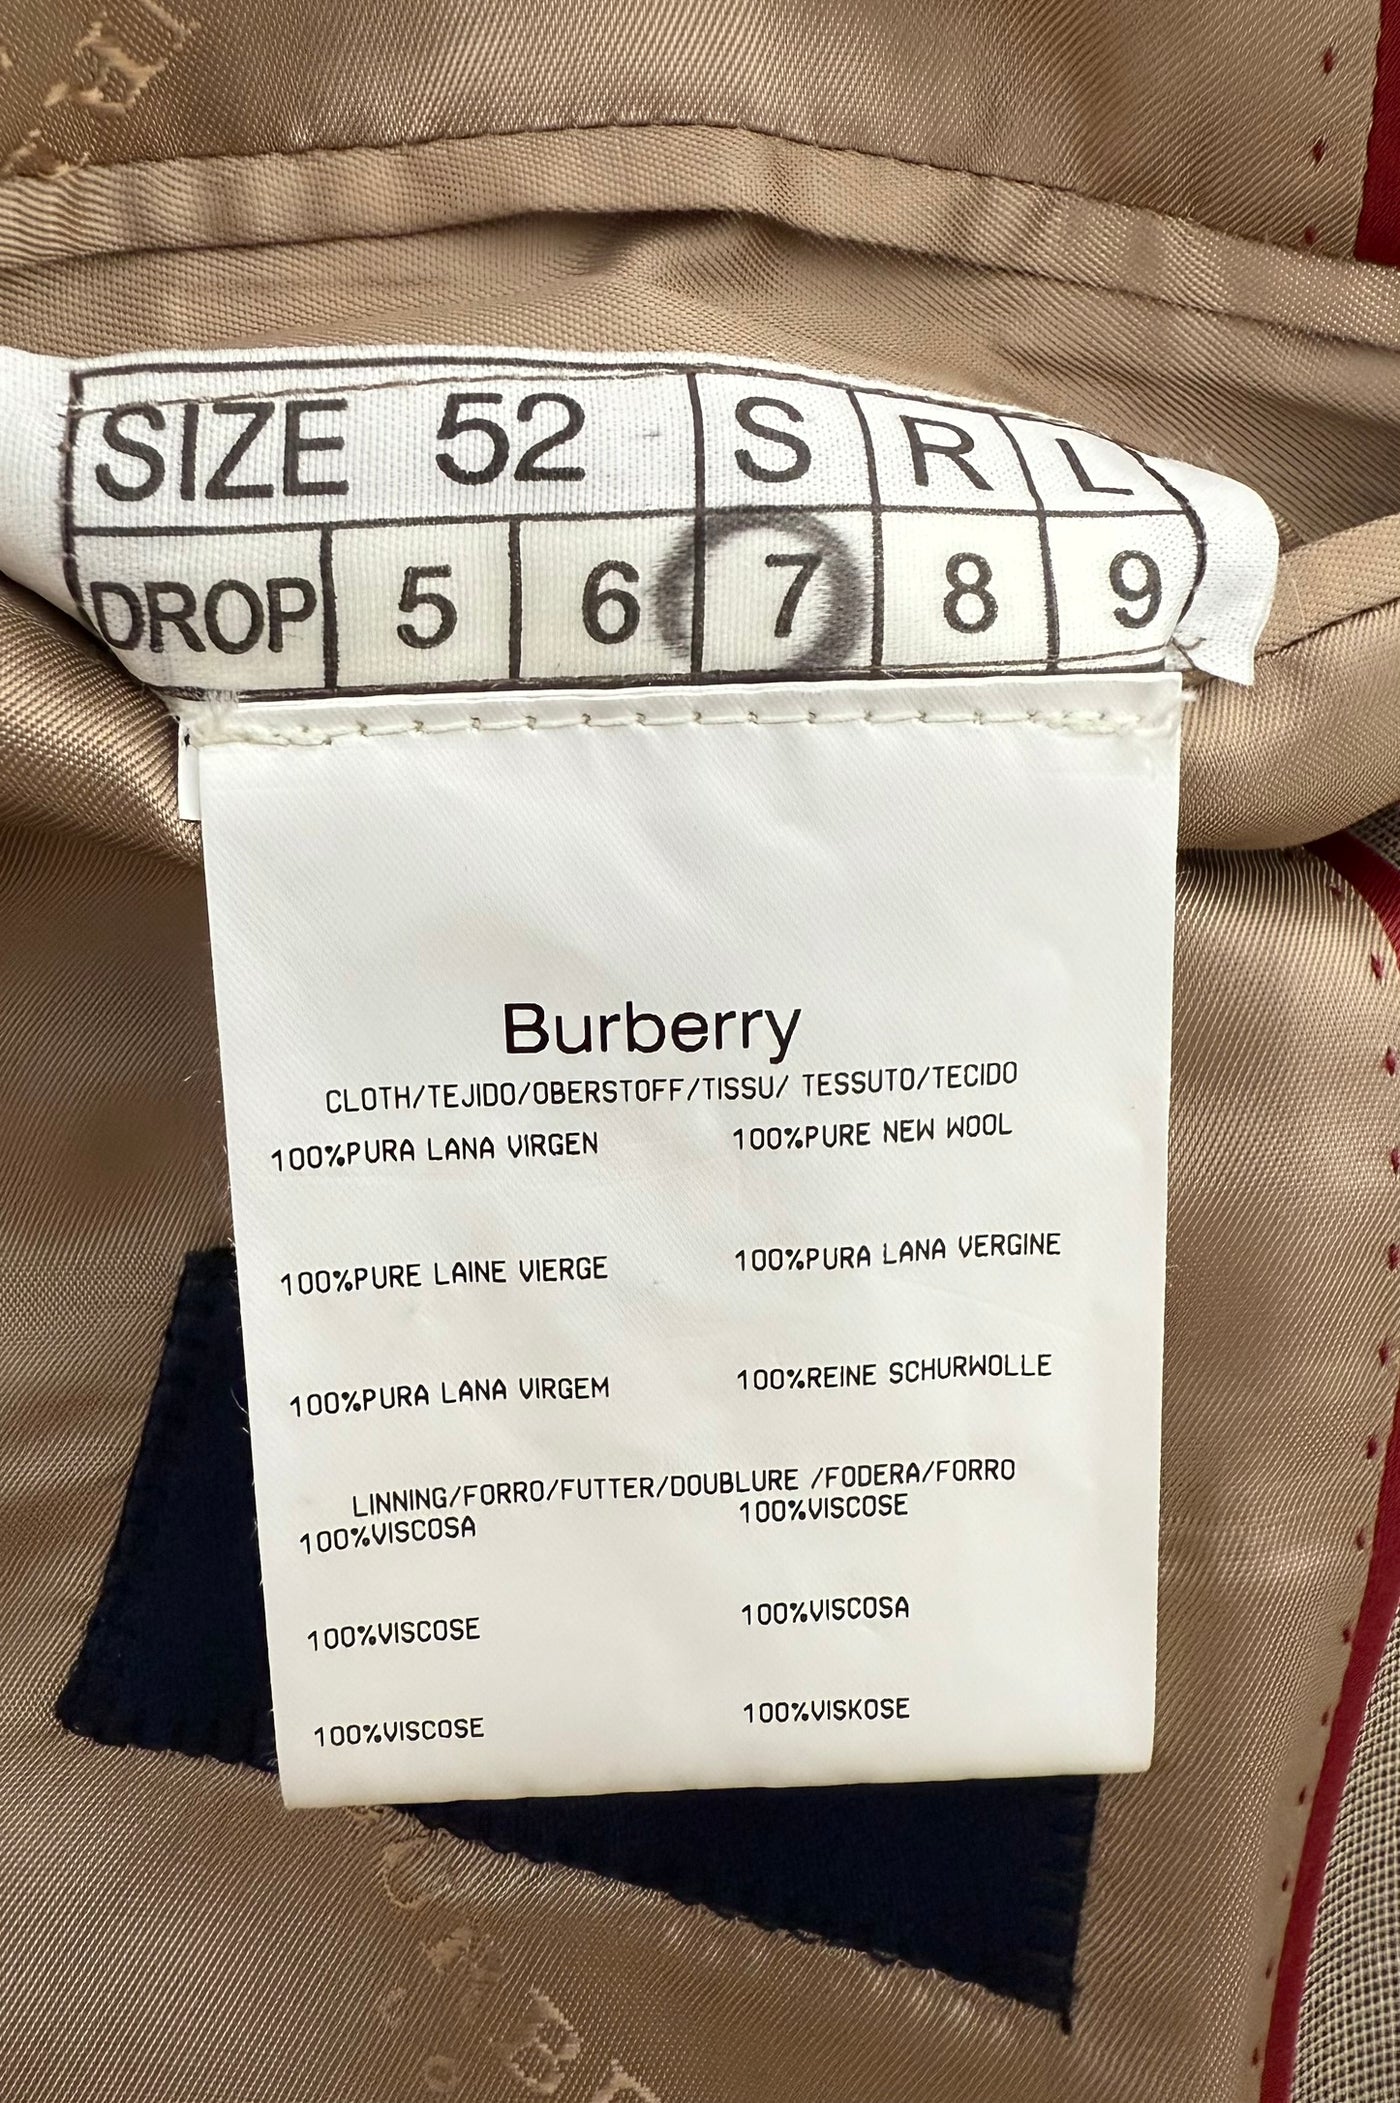 SIZE 52 S R L
DROP 5 6 7 8 9
Burberry
CLOTH/TEJIDO/OBERSTOFF/TISSU/ TESSUTO/TECIDO
100%PURA LANA VIRGEN 100%PURE NEW WOOL
100%PURE LAINE VIERGE 100%PURA LANA VERGINE
100%PURA LANA VIRGEM 100%REINE SCHURWOLLE
LINNING/FORRO/FUTTER/DOUBLURE /FODERA/FORRO
100%VISCOSA 100%VISCOSE
100%VISCOSE 100%VISCOSA
100%VISCOSE 100%VISKOSE